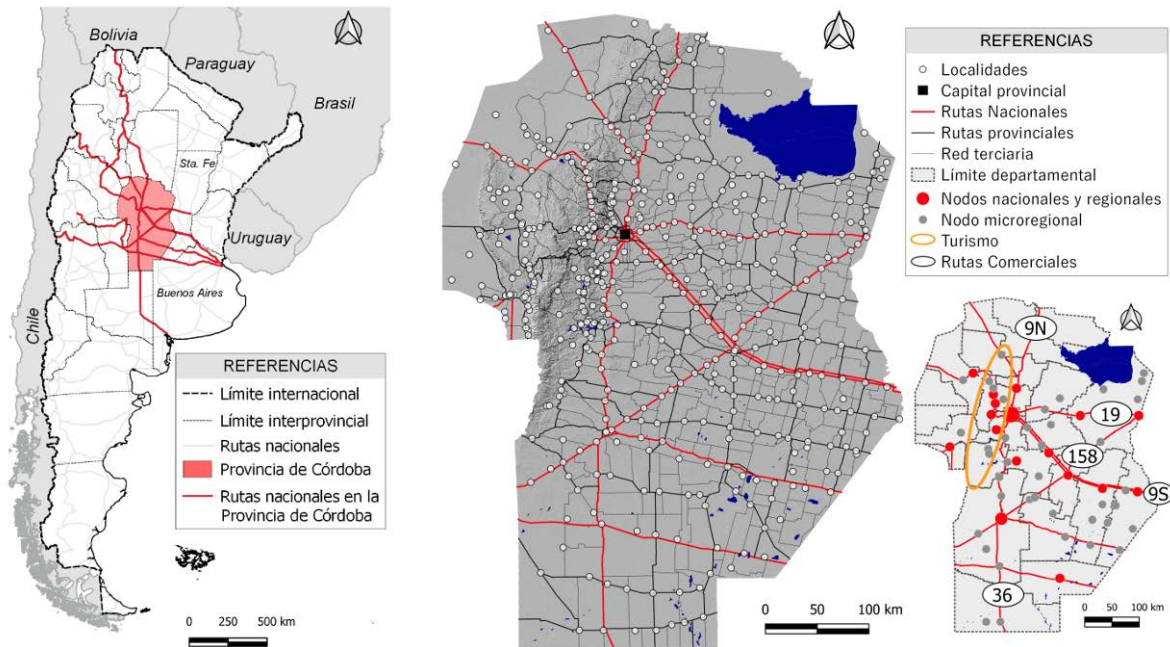 Bolivia
Paraguay
Brasil
Sta. Fe
Uruguay
Buenos Aires
Chile
REFERENCIAS
Límite internacional
Límite interprovincial
Rutas nacionales
Provincia de Córdoba
Rutas nacionales en la
Provincia de Córdoba
0 250 500 km
0 50 100 km
REFERENCIAS
Localidades
Capital provincial
Rutas Nacionales
Rutas provinciales
Red terciaria
Límite departamental
Nodos nacionales y regionales
Nodo microregional
Turismo
Rutas Comerciales
9N
19
158
9S
36
0 50 100 km